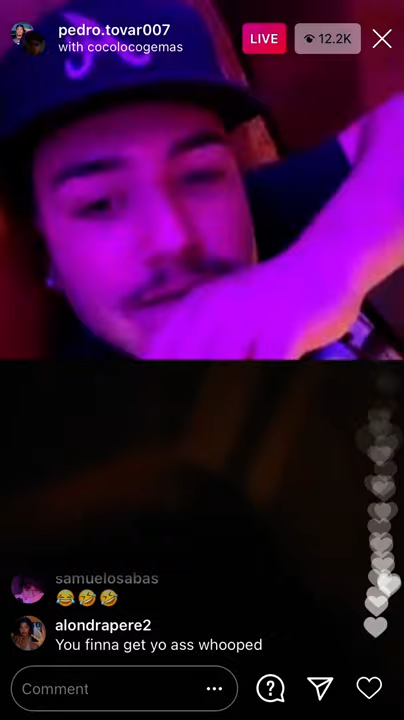 pedro.tovar007
with cocolocogemas
LIVE
12.2K
samuelosabas
😂🤣🤣
alondrapere2
You finna get yo ass whooped
Comment